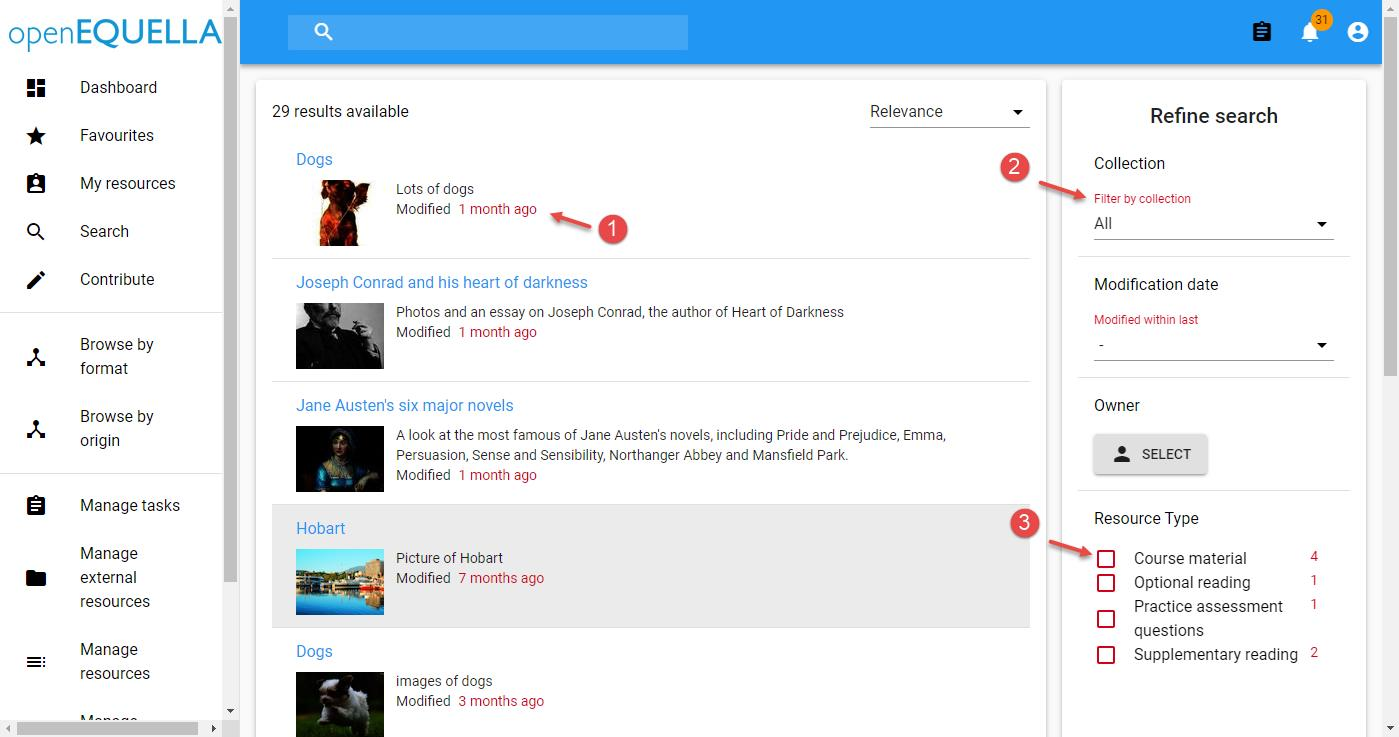 openEQUELLA
31
Dashboard
Favourites
My resources
Search
Contribute
Browse by
format
Browse by
origin
Manage tasks
Manage
external
resources
Manage
resources
Manage
29 results available
Relevance
Dogs
Lots of dogs
Modified 1 month ago
1
Joseph Conrad and his heart of darkness
Photos and an essay on Joseph Conrad, the author of Heart of Darkness
Modified 1 month ago
Jane Austen's six major novels
A look at the most famous of Jane Austen's novels, including Pride and Prejudice, Emma,
Persuasion, Sense and Sensibility, Northanger Abbey and Mansfield Park.
Modified 1 month ago
Hobart
Picture of Hobart
Modified 7 months ago
Dogs
images of dogs
Modified 3 months ago
Refine search
Collection
2
Filter by collection
All
Modification date
Modified within last
-
Owner
SELECT
Resource Type
3
Course material 4
Optional reading 1
Practice assessment 1
questions
Supplementary reading 2